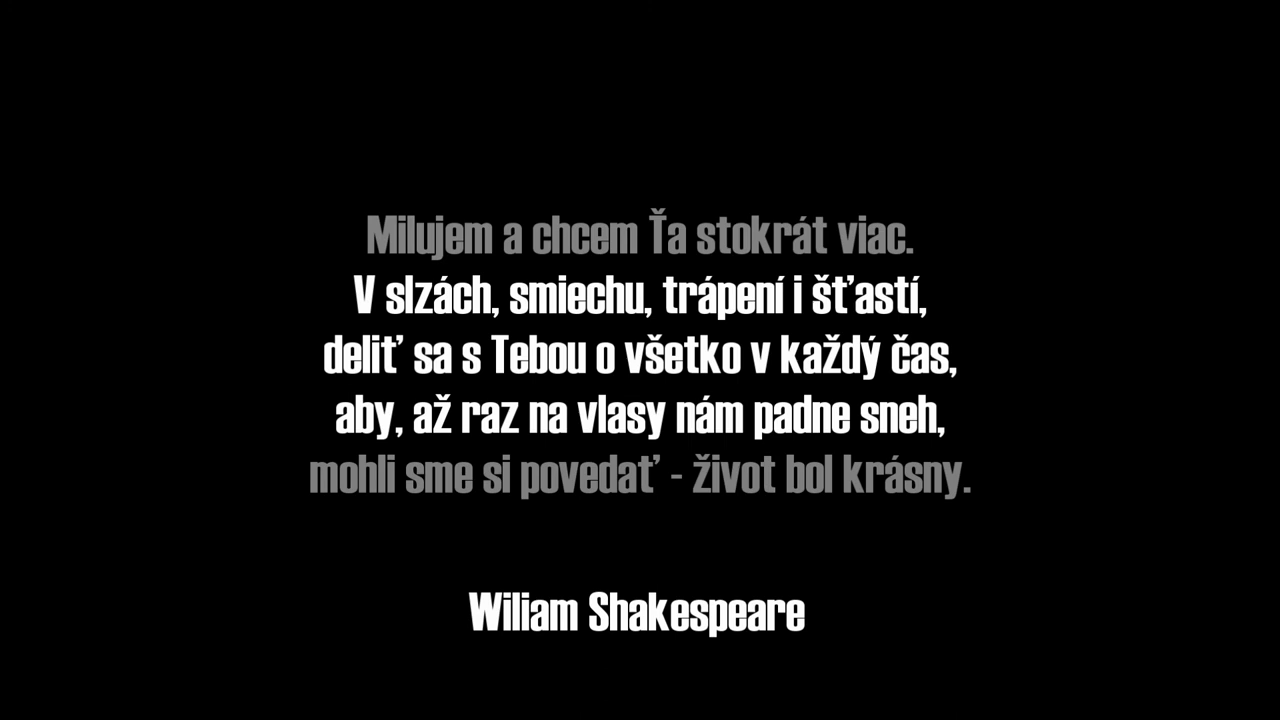 Milujem a chcem Ťa stokrát viac.
V slzách, smiechu, trápení i šťastí,
deliť sa s Tebou o všetko v každý čas,
aby, až raz na vlasy nám padne sneh,
mohli sme si povedať - život bol krásny.
Wiliam Shakespeare